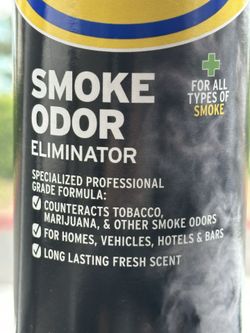 SMOKE
ODOR
ELIMINATOR
FOR ALL
TYPES OF
SMOKE
SPECIALIZED PROFESSIONAL
GRADE FORMULA:
COUNTERACTS TOBACCO,
MARIJUANA, & OTHER SMOKE ODORS
FOR HOMES, VEHICLES, HOTELS & BARS
LONG LASTING FRESH SCENT